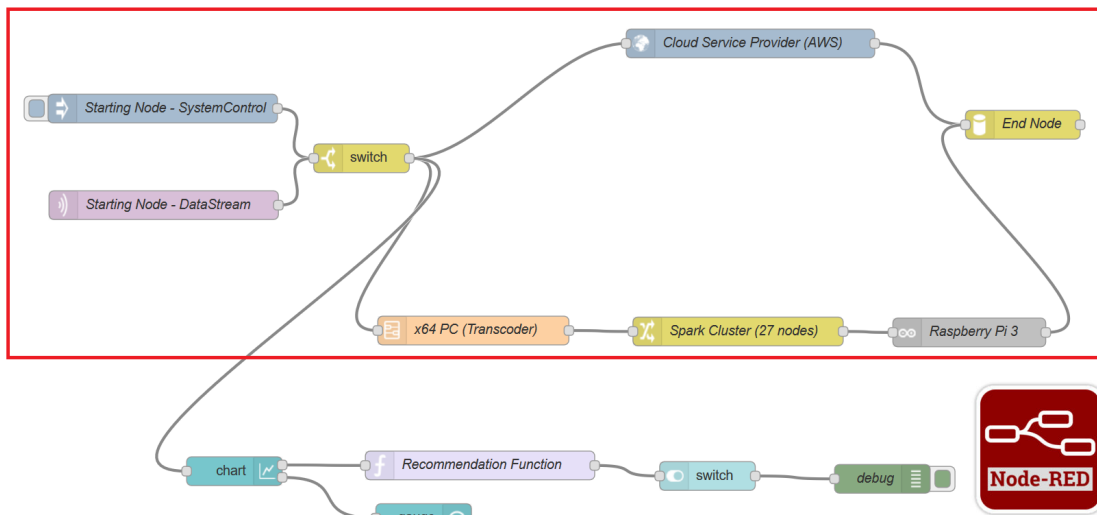 Cloud Service Provider (AWS)
Starting Node - SystemControl
End Node
switch
Starting Node - DataStream
x64 PC (Transcoder)
Spark Cluster (27 nodes)
Raspberry Pi 3
chart
Recommendation Function
switch
debug
Node-RED